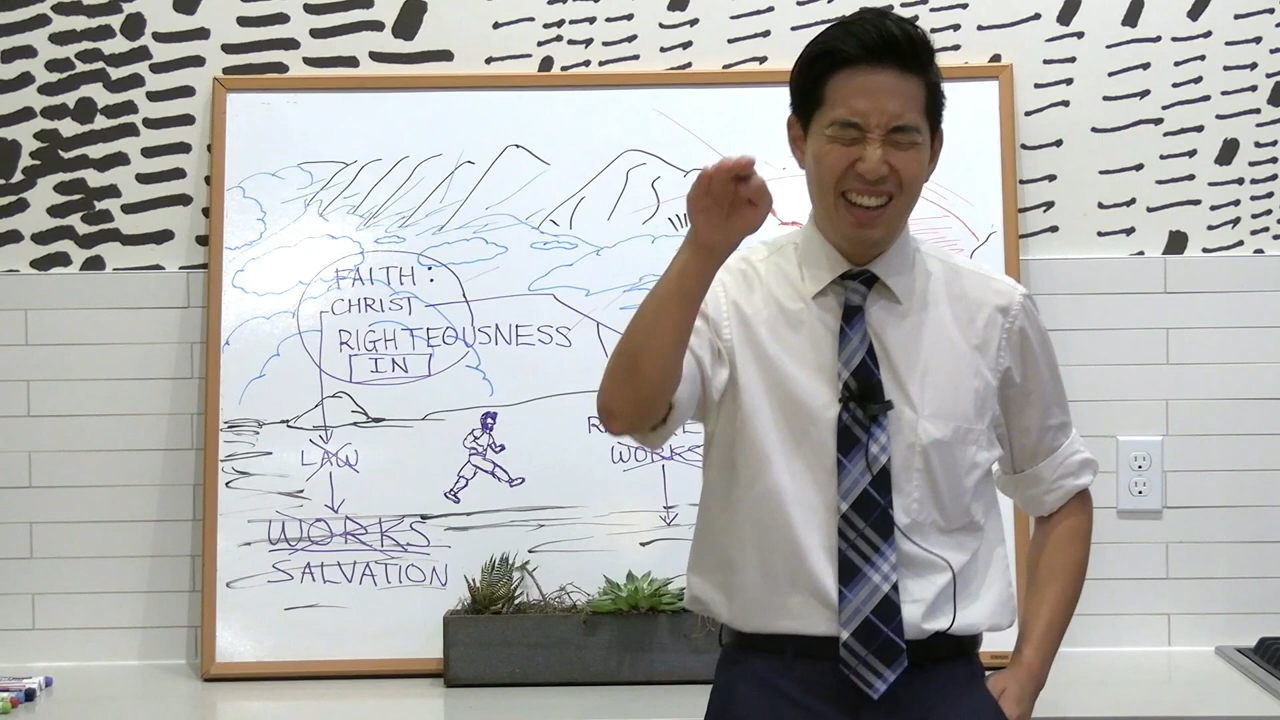 FAITH:
CHRIST
RIGHTEOUSNESS
IN
LAW
WORKS
SALVATION
WORKS